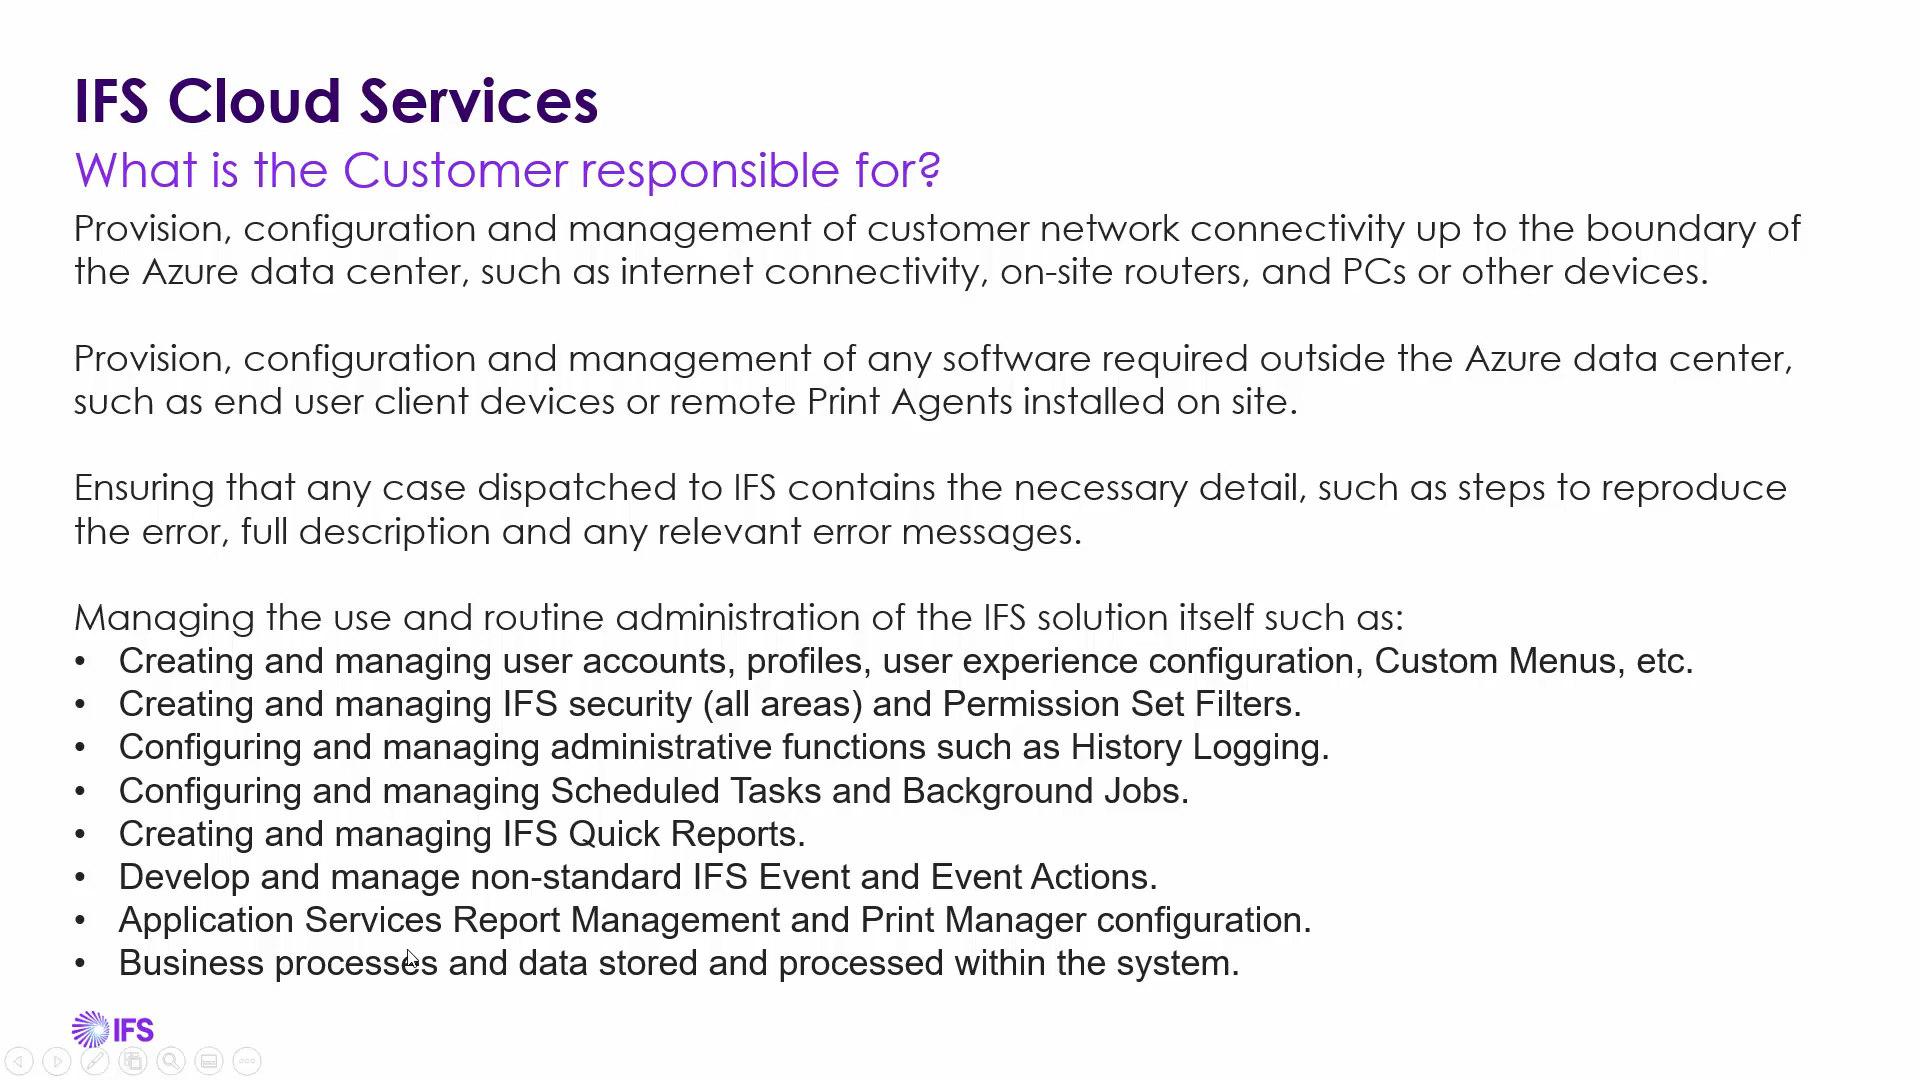 IFS Cloud Services
What is the Customer responsible for?
Provision, configuration and management of customer network connectivity up to the boundary of
the Azure data center, such as internet connectivity, on-site routers, and PCs or other devices.
Provision, configuration and management of any software required outside the Azure data center,
such as end user client devices or remote Print Agents installed on site.
Ensuring that any case dispatched to IFS contains the necessary detail, such as steps to reproduce
the error, full description and any relevant error messages.
Managing the use and routine administration of the IFS solution itself such as:
• Creating and managing user accounts, profiles, user experience configuration, Custom Menus, etc.
• Creating and managing IFS security (all areas) and Permission Set Filters.
• Configuring and managing administrative functions such as History Logging.
• Configuring and managing Scheduled Tasks and Background Jobs.
• Creating and managing IFS Quick Reports.
• Develop and manage non-standard IFS Event and Event Actions.
• Application Services Report Management and Print Manager configuration.
• Business processes and data stored and processed within the system.
IFS